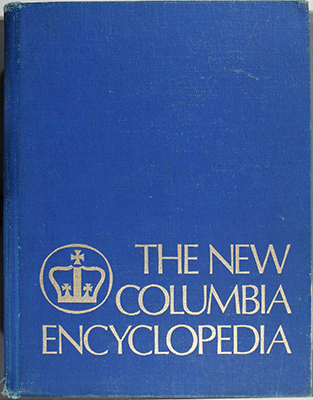 THE NEW
COLUMBIA
ENCYCLOPEDIA